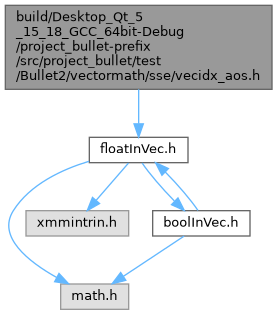 build/Desktop_Qt_5
_15_18_GCC_64bit-Debug
/project_bullet-prefix
/src/project_bullet/test
/Bullet2/vectormath/sse/vecidx_aos.h
floatInVec.h
xmmintrin.h
boolInVec.h
math.h